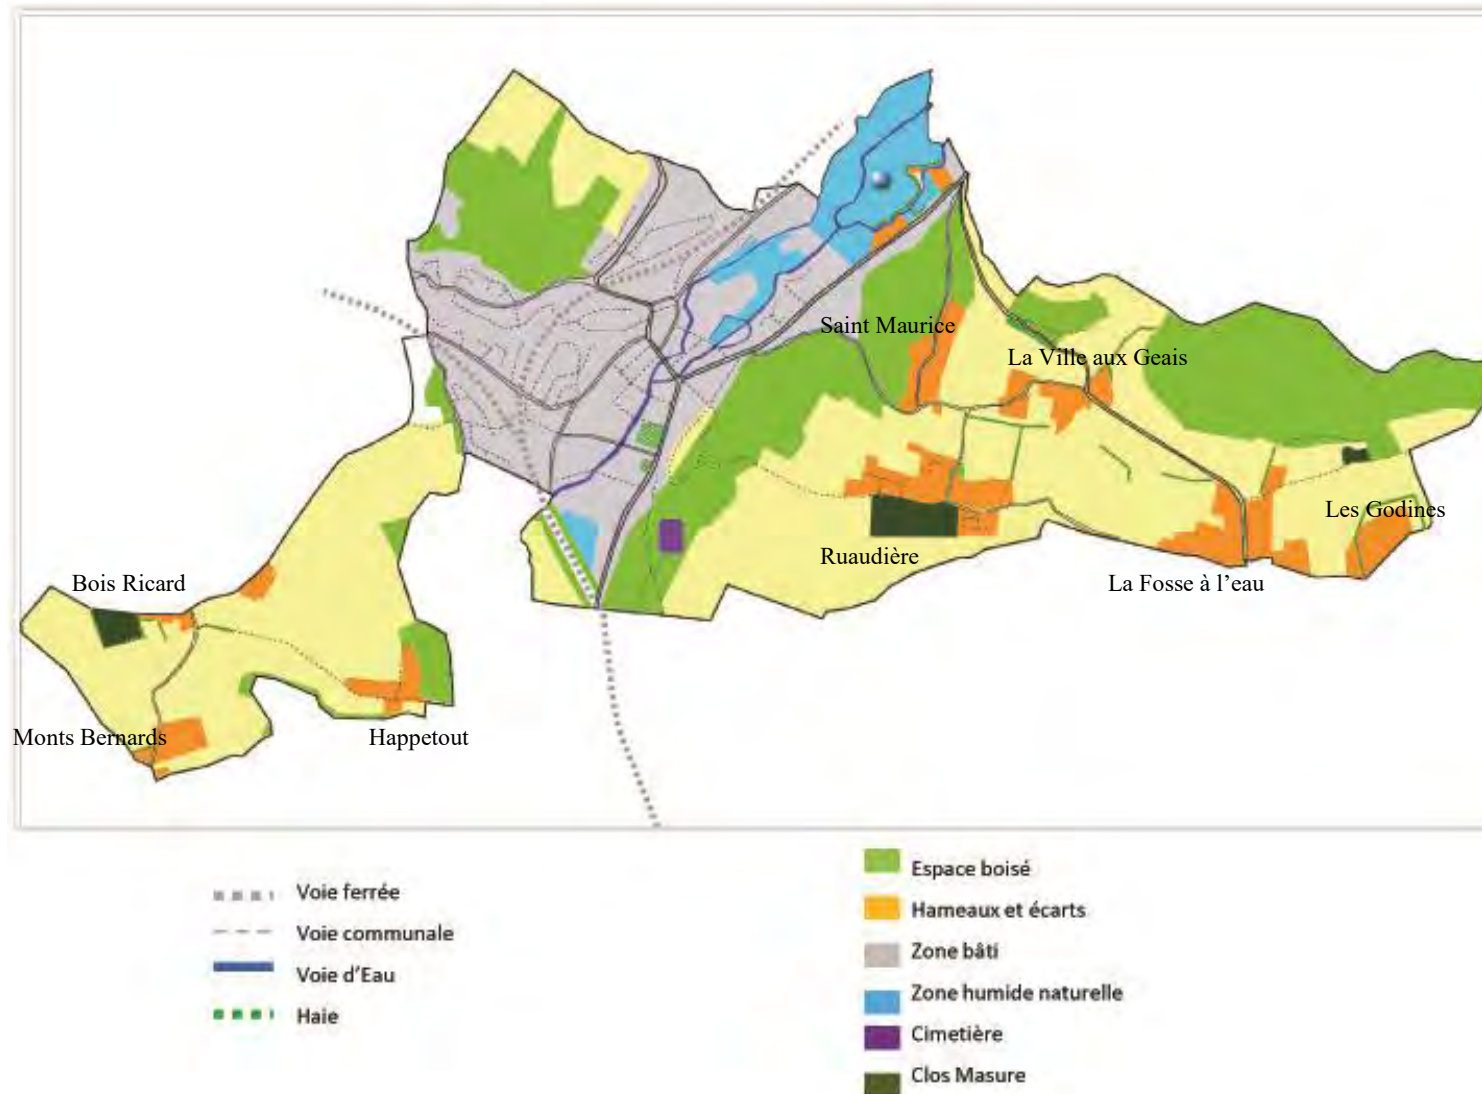 Saint Maurice
La Ville aux Geais
Les Godines
Ruaudière
La Fosse à l’eau
Bois Ricard
Monts Bernards
Happetout
Voie ferrée
Voie communale
Voie d’Eau
Haie
Espace boisé
Hameaux et écarts
Zone bâti
Zone humide naturelle
Cimetière
Clos Masure